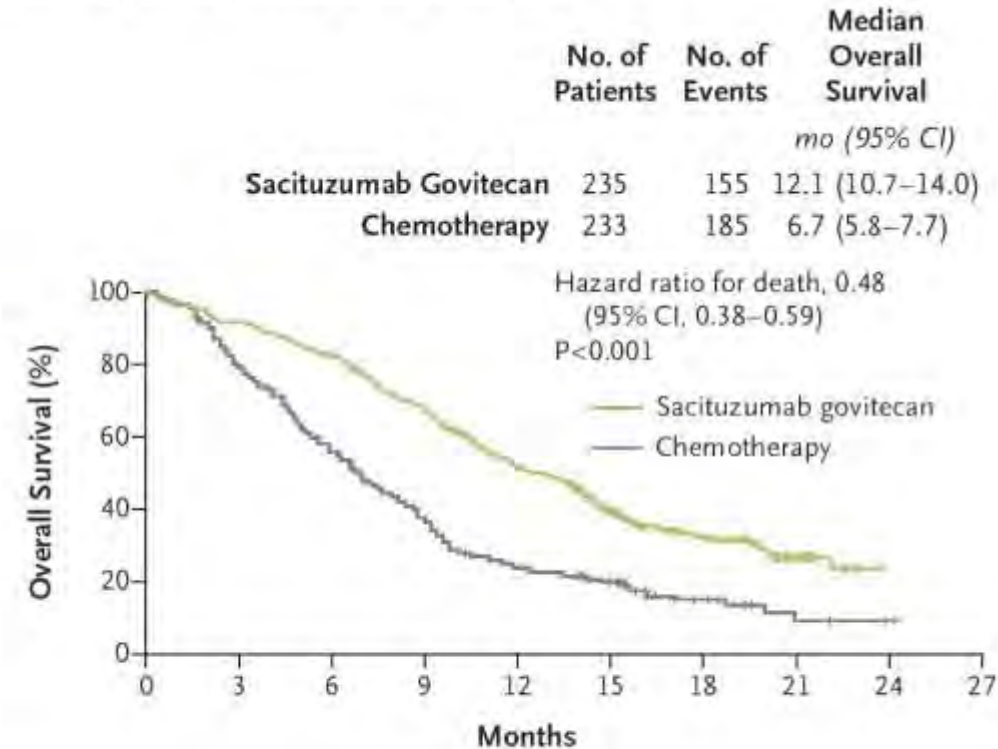 Median
No. of No. of Overall
Patients Events Survival
mo (95% CI)
Sacituzumab Govitecan 235 155 12.1 (10.7–14.0)
Chemotherapy 233 185 6.7 (5.8–7.7)
Hazard ratio for death, 0.48
(95% CI, 0.38–0.59)
P<0.001
Sacituzumab govitecan
Chemotherapy
Overall Survival (%)
100
80
60
40
20
0
0 3 6 9 12 15 18 21 24 27
Months